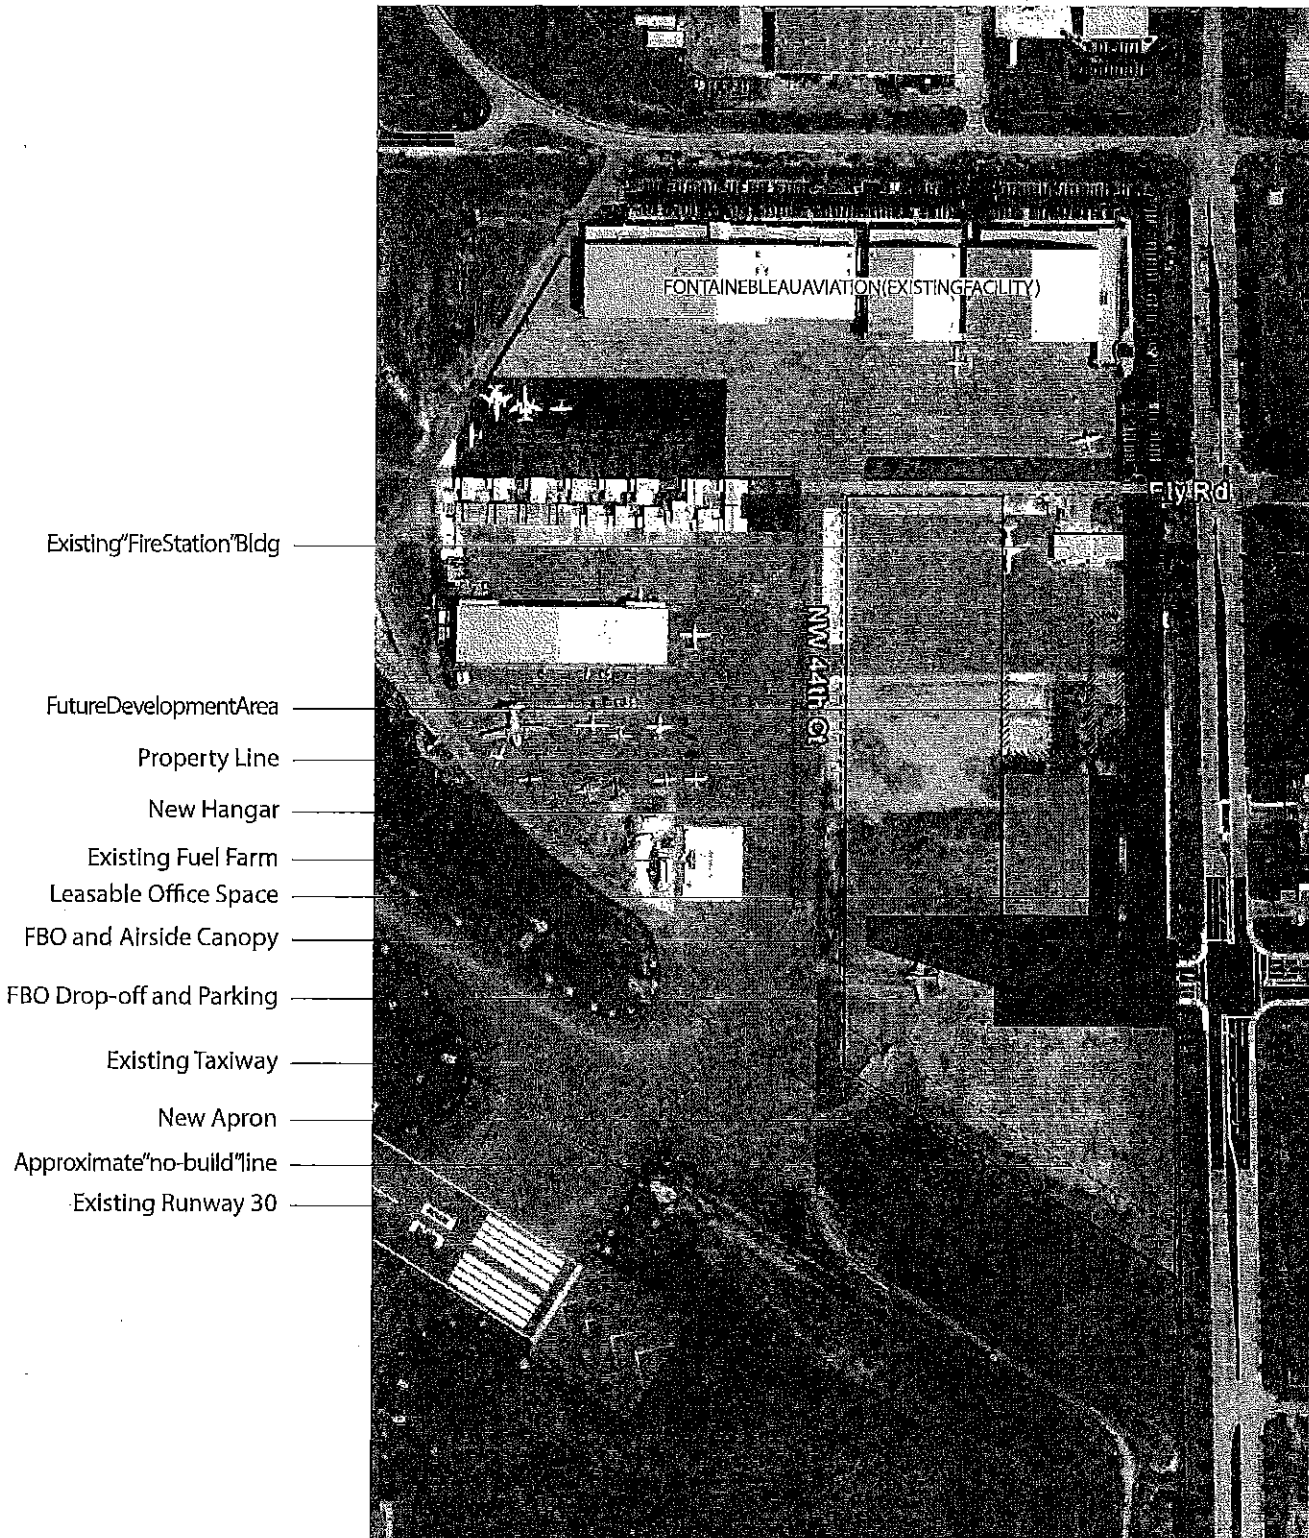 FONTAINEBLEAUAVIATION(EXISTINGFACILITY)
Fly Rd
Existing"FireStation"Bldg
NW 44th Ct
FutureDevelopmentArea
Property Line
New Hangar
Existing Fuel Farm
Leasable Office Space
FBO and Airside Canopy
FBO Drop-off and Parking
Existing Taxiway
New Apron
Approximate"no-build"line
Existing Runway 30
30